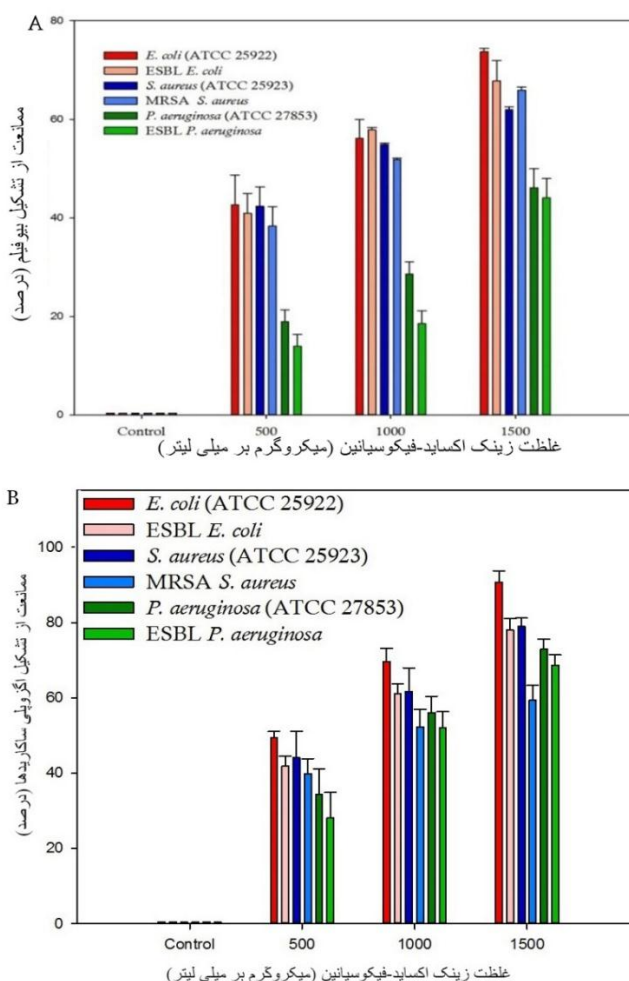 A
80
60
40
20
0
ممانعت از تشکیل بیوفیلم (درصد)
E. coli (ATCC 25922)
ESBL E. coli
S. aureus (ATCC 25923)
MRSA S. aureus
P. aeruginosa (ATCC 27853)
ESBL P. aeruginosa
Control 500 1000 1500
غلظت زینک اکساید-فیکوسیانین (میکروگرم بر میلی لیتر)
B
100
80
60
40
20
0
ممانعت از تشکیل اگزوپلی ساکاریدها (درصد)
E. coli (ATCC 25922)
ESBL E. coli
S. aureus (ATCC 25923)
MRSA S. aureus
P. aeruginosa (ATCC 27853)
ESBL P. aeruginosa
Control 500 1000 1500
غلظت زینک اکساید-فیکوسیانین (میکروگرم بر میلی لیتر)